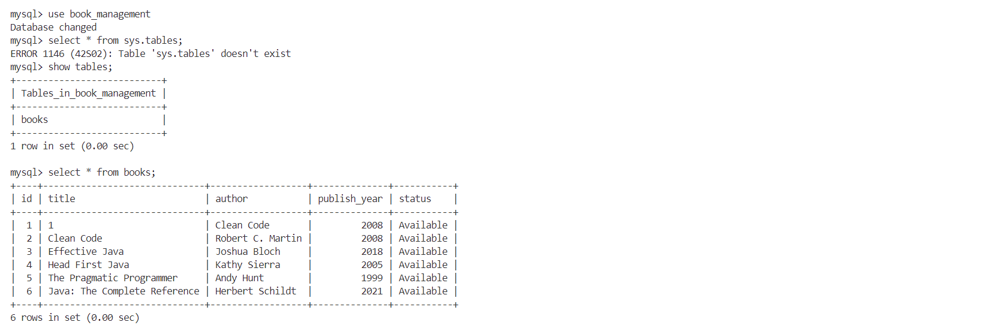 mysql> use book_management
Database changed
mysql> select * from sys.tables;
ERROR 1146 (42S02): Table 'sys.tables' doesn't exist
mysql> show tables;
+---------------------------+
| Tables_in_book_management |
+---------------------------+
| books                     |
+---------------------------+
1 row in set (0.00 sec)

mysql> select * from books;
+----+------------------------------+------------------+--------------+-----------+
| id | title                        | author           | publish_year | status    |
+----+------------------------------+------------------+--------------+-----------+
|  1 | 1                            | Clean Code       |         2008 | Available |
|  2 | Clean Code                   | Robert C. Martin |         2008 | Available |
|  3 | Effective Java               | Joshua Bloch     |         2018 | Available |
|  4 | Head First Java              | Kathy Sierra     |         2005 | Available |
|  5 | The Pragmatic Programmer     | Andy Hunt        |         1999 | Available |
|  6 | Java: The Complete Reference | Herbert Schildt  |         2021 | Available |
+----+------------------------------+------------------+--------------+-----------+
6 rows in set (0.00 sec)